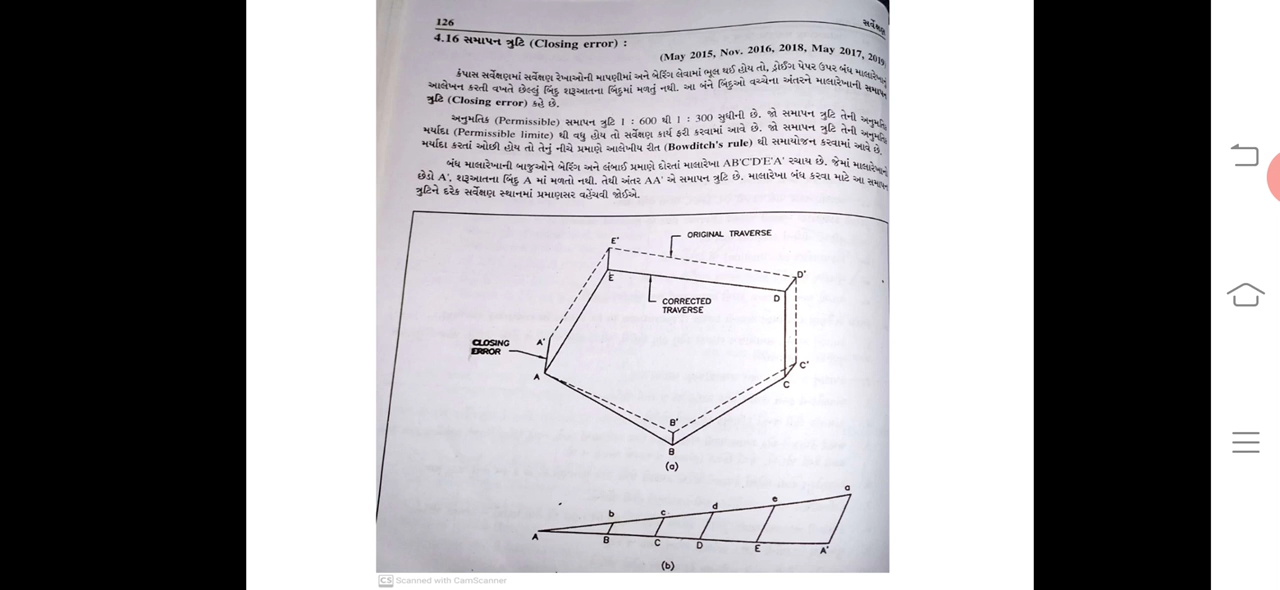 126
સર્વેક્ષણ
4.16 સમાપન ત્રુટિ (Closing error) :
(May 2015, Nov. 2016, 2018, May 2017, 2019)
કંપાસ સર્વેક્ષણમાં સર્વેક્ષણ રેખાઓની માપણીમાં અને બેરિંગ લેવામાં ભુલ થઈ હોય તો, ડ્રોઈંગ પેપર ઉપર બંધ માલારેખાનું
આલેખન કરતી વખતે છેલ્લું બિંદુ શરૂઆતના બિંદુમાં મળતું નથી. આ બંને બિંદુઓ વચ્ચેના અંતરને માલારેખાની સમાપન
ત્રુટિ (Closing error) કહે છે.
અનુમતિક (Permissible) સમાપન ત્રુટિ 1 : 600 થી 1 : 300 સુધીની છે. જો સમાપન ત્રુટિ તેની અનુમતિક
મર્યાદા (Permissible limite) થી વધુ હોય તો સર્વેક્ષણ કાર્ય ફરી કરવામાં આવે છે. જો સમાપન ત્રુટિ તેની અનુમતિક
મર્યાદા કરતાં ઓછી હોય તો તેનું નીચે પ્રમાણે આલેખીય રીત (Bowditch's rule) થી સમાયોજન કરવામાં આવે છે.
બંધ માલારેખાની બાજુઓને બેરિંગ અને લંબાઈ પ્રમાણે દોરતાં માલારેખા AB'C'D'E'A' રચાય છે. જેમાં માલારેખાનો
છેડો A', શરૂઆતના બિંદુ A માં મળતો નથી. તેથી અંતર AA' એ સમાપન ત્રુટિ છે. માલારેખા બંધ કરવા માટે આ સમાપન
ત્રુટિને દરેક સર્વેક્ષણ સ્થાનમાં પ્રમાણસર વહેંચવી જોઈએ.
ORIGINAL TRAVERSE
E'
E
D'
D
CORRECTED
TRAVERSE
CLOSING
ERROR
A'
A
C'
C
B'
B
(a)
a
e
d
c
b
A
B
C
D
E
A'
(b)
CS Scanned with CamScanner